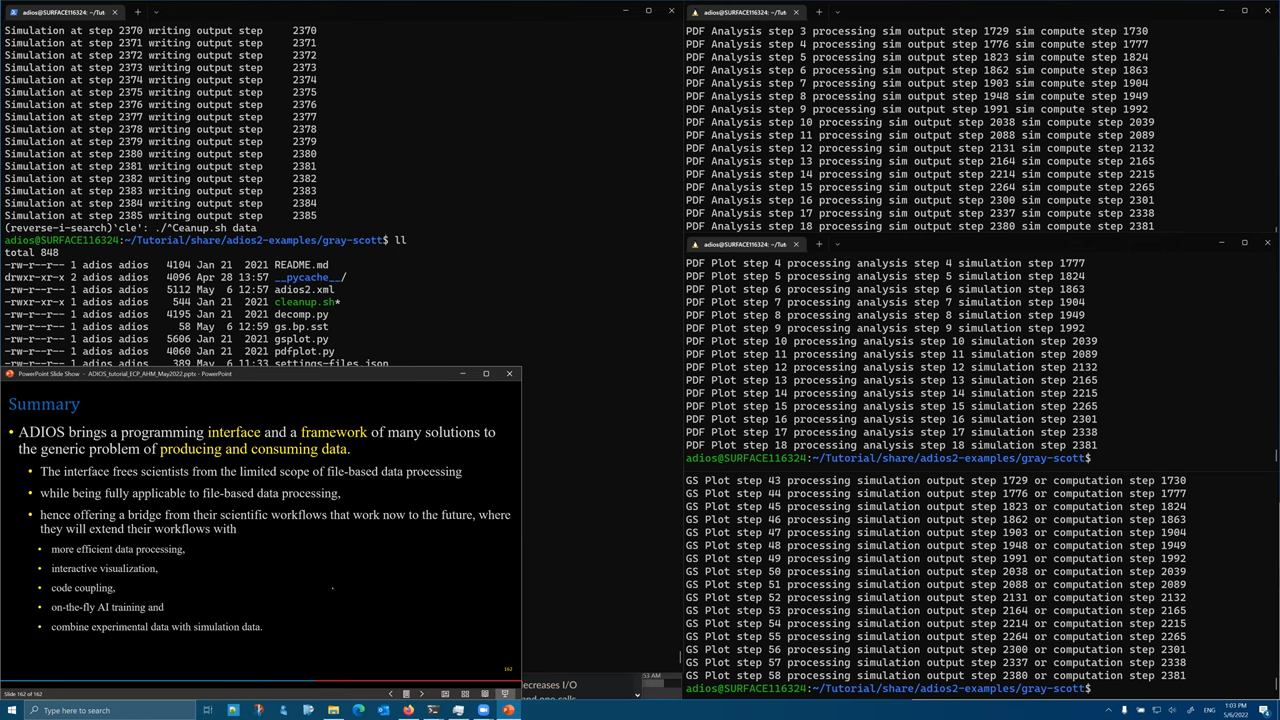 adios@SURFACE116324: ~/Tut
Simulation at step 2370 writing output step     2370
Simulation at step 2371 writing output step     2371
Simulation at step 2372 writing output step     2372
Simulation at step 2373 writing output step     2373
Simulation at step 2374 writing output step     2374
Simulation at step 2375 writing output step     2375
Simulation at step 2376 writing output step     2376
Simulation at step 2377 writing output step     2377
Simulation at step 2378 writing output step     2378
Simulation at step 2379 writing output step     2379
Simulation at step 2380 writing output step     2380
Simulation at step 2381 writing output step     2381
Simulation at step 2382 writing output step     2382
Simulation at step 2383 writing output step     2383
Simulation at step 2384 writing output step     2384
Simulation at step 2385 writing output step     2385
(reverse-i-search)`cle': ./^Ceanup.sh data
adios@SURFACE116324:~/Tutorial/share/adios2-examples/gray-scott$ ll
total 848
-rw-r--r-- 1 adios adios   4104 Jan 21  2021 README.md
drwxr-xr-x 2 adios adios   4096 Apr 28 13:57 __pycache__/
-rw-r--r-- 1 adios adios   5112 May  6 12:57 adios2.xml
-rwxr-xr-x 1 adios adios    544 Jan 21  2021 cleanup.sh*
-rw-r--r-- 1 adios adios   4195 Jan 21  2021 decomp.py
-rw-r--r-- 1 adios adios     58 May  6 12:59 gs.bp.sst
-rw-r--r-- 1 adios adios   5606 Jan 21  2021 gsplot.py
-rw-r--r-- 1 adios adios   4060 Jan 21  2021 pdfplot.py
-rw-r--r-- 1 adios adios    389 May  6 11:33 settings-files.json
PowerPoint Slide Show - ADIOS_tutorial_ECP_AHM_May2022.pptx - PowerPoint
Summary
• ADIOS brings a programming interface and a framework of many solutions to
the generic problem of producing and consuming data.
• The interface frees scientists from the limited scope of file-based data processing
• while being fully applicable to file-based data processing,
• hence offering a bridge from their scientific workflows that work now to the future, where
they will extend their workflows with
• more efficient data processing,
• interactive visualization,
• code coupling,
• on-the-fly AI training and
• combine experimental data with simulation data.
162
Slide 162 of 162
adios@SURFACE116324: ~/Tut
PDF Analysis step 3 processing sim output step 1729 sim compute step 1730
PDF Analysis step 4 processing sim output step 1776 sim compute step 1777
PDF Analysis step 5 processing sim output step 1823 sim compute step 1824
PDF Analysis step 6 processing sim output step 1862 sim compute step 1863
PDF Analysis step 7 processing sim output step 1903 sim compute step 1904
PDF Analysis step 8 processing sim output step 1948 sim compute step 1949
PDF Analysis step 9 processing sim output step 1991 sim compute step 1992
PDF Analysis step 10 processing sim output step 2038 sim compute step 2039
PDF Analysis step 11 processing sim output step 2088 sim compute step 2089
PDF Analysis step 12 processing sim output step 2131 sim compute step 2132
PDF Analysis step 13 processing sim output step 2164 sim compute step 2165
PDF Analysis step 14 processing sim output step 2214 sim compute step 2215
PDF Analysis step 15 processing sim output step 2264 sim compute step 2265
PDF Analysis step 16 processing sim output step 2300 sim compute step 2301
PDF Analysis step 17 processing sim output step 2337 sim compute step 2338
PDF Analysis step 18 processing sim output step 2380 sim compute step 2381
adios@SURFACE116324: ~/Tut
PDF Plot step 4 processing analysis step 4 simulation step 1777
PDF Plot step 5 processing analysis step 5 simulation step 1824
PDF Plot step 6 processing analysis step 6 simulation step 1863
PDF Plot step 7 processing analysis step 7 simulation step 1904
PDF Plot step 8 processing analysis step 8 simulation step 1949
PDF Plot step 9 processing analysis step 9 simulation step 1992
PDF Plot step 10 processing analysis step 10 simulation step 2039
PDF Plot step 11 processing analysis step 11 simulation step 2089
PDF Plot step 12 processing analysis step 12 simulation step 2132
PDF Plot step 13 processing analysis step 13 simulation step 2165
PDF Plot step 14 processing analysis step 14 simulation step 2215
PDF Plot step 15 processing analysis step 15 simulation step 2265
PDF Plot step 16 processing analysis step 16 simulation step 2301
PDF Plot step 17 processing analysis step 17 simulation step 2338
PDF Plot step 18 processing analysis step 18 simulation step 2381
adios@SURFACE116324:~/Tutorial/share/adios2-examples/gray-scott$
GS Plot step 43 processing simulation output step 1729 or computation step 1730
GS Plot step 44 processing simulation output step 1776 or computation step 1777
GS Plot step 45 processing simulation output step 1823 or computation step 1824
GS Plot step 46 processing simulation output step 1862 or computation step 1863
GS Plot step 47 processing simulation output step 1903 or computation step 1904
GS Plot step 48 processing simulation output step 1948 or computation step 1949
GS Plot step 49 processing simulation output step 1991 or computation step 1992
GS Plot step 50 processing simulation output step 2038 or computation step 2039
GS Plot step 51 processing simulation output step 2088 or computation step 2089
GS Plot step 52 processing simulation output step 2131 or computation step 2132
GS Plot step 53 processing simulation output step 2164 or computation step 2165
GS Plot step 54 processing simulation output step 2214 or computation step 2215
GS Plot step 55 processing simulation output step 2264 or computation step 2265
GS Plot step 56 processing simulation output step 2300 or computation step 2301
GS Plot step 57 processing simulation output step 2337 or computation step 2338
GS Plot step 58 processing simulation output step 2380 or computation step 2381
adios@SURFACE116324:~/Tutorial/share/adios2-examples/gray-scott$
:53 AM
ecreases I/O
Type here to search
ENG
1:03 PM
5/6/2022